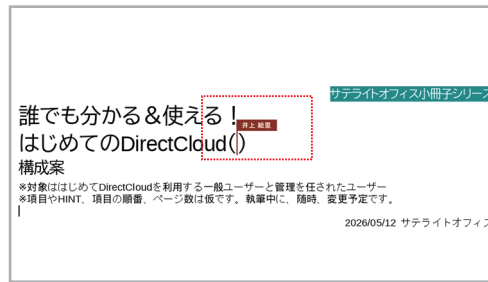 サテライトオフィス小冊子シリーズ
誰でも分かる＆使える！
井上 絵里
はじめてのDirectCloud()
構成案
※対象ははじめてDirectCloudを利用する一般ユーザーと管理を任されたユーザー
※項目やHINT、項目の順番、ページ数は仮です。執筆中に、随時、変更予定です。
2026/05/12 サテライトオフィス